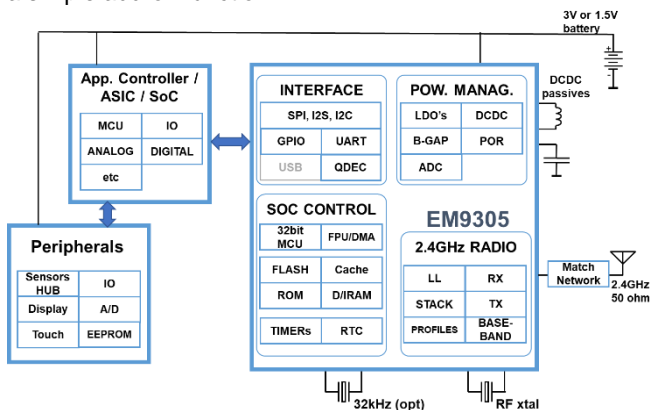 3V or 1.5V
battery
App. Controller /
ASIC / SoC
MCU
IO
ANALOG
DIGITAL
etc
Peripherals
Sensors
HUB
IO
Display
A/D
Touch
EEPROM
INTERFACE
SPI, I2S, I2C
GPIO
UART
USB
QDEC
POW. MANAG.
LDO's
DCDC
B-GAP
POR
ADC
DCDC
passives
SOC CONTROL
32bit
MCU
FPU/DMA
FLASH
Cache
ROM
D/IRAM
TIMERs
RTC
EM9305
2.4GHz RADIO
LL
RX
STACK
TX
PROFILES
BASE-
BAND
Match
Network
2.4GHz
50 ohm
32kHz (opt)
RF xtal